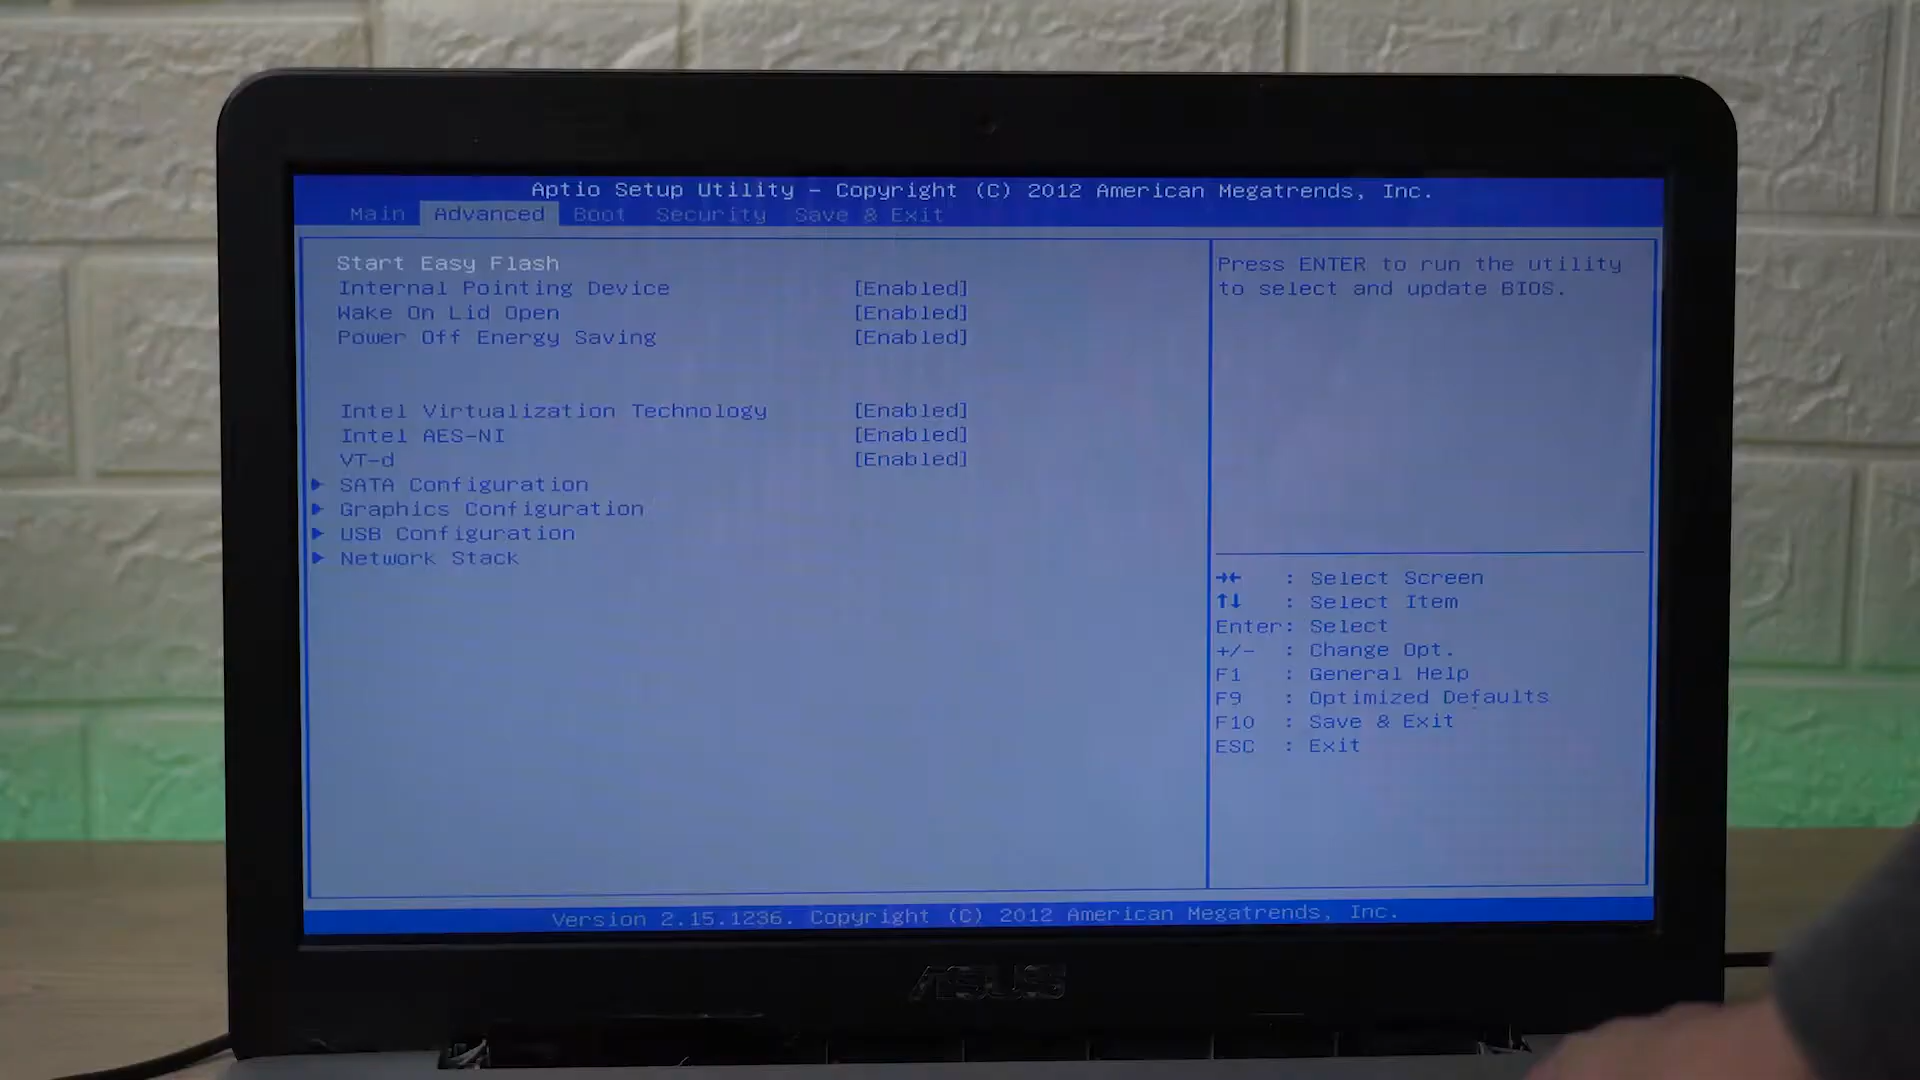 Aptio Setup Utility - Copyright (C) 2012 American Megatrends, Inc.
Main Advanced Boot Security Save & Exit
Start Easy Flash
Internal Pointing Device [Enabled]
Wake On Lid Open [Enabled]
Power Off Energy Saving [Enabled]
Intel Virtualization Technology [Enabled]
Intel AES-NI [Enabled]
VT-d [Enabled]
SATA Configuration
Graphics Configuration
USB Configuration
Network Stack
Press ENTER to run the utility
to select and update BIOS.
→← : Select Screen
↑↓ : Select Item
Enter: Select
+/- : Change Opt.
F1 : General Help
F9 : Optimized Defaults
F10 : Save & Exit
ESC : Exit
Version 2.15.1236. Copyright (C) 2012 American Megatrends, Inc.
ASUS